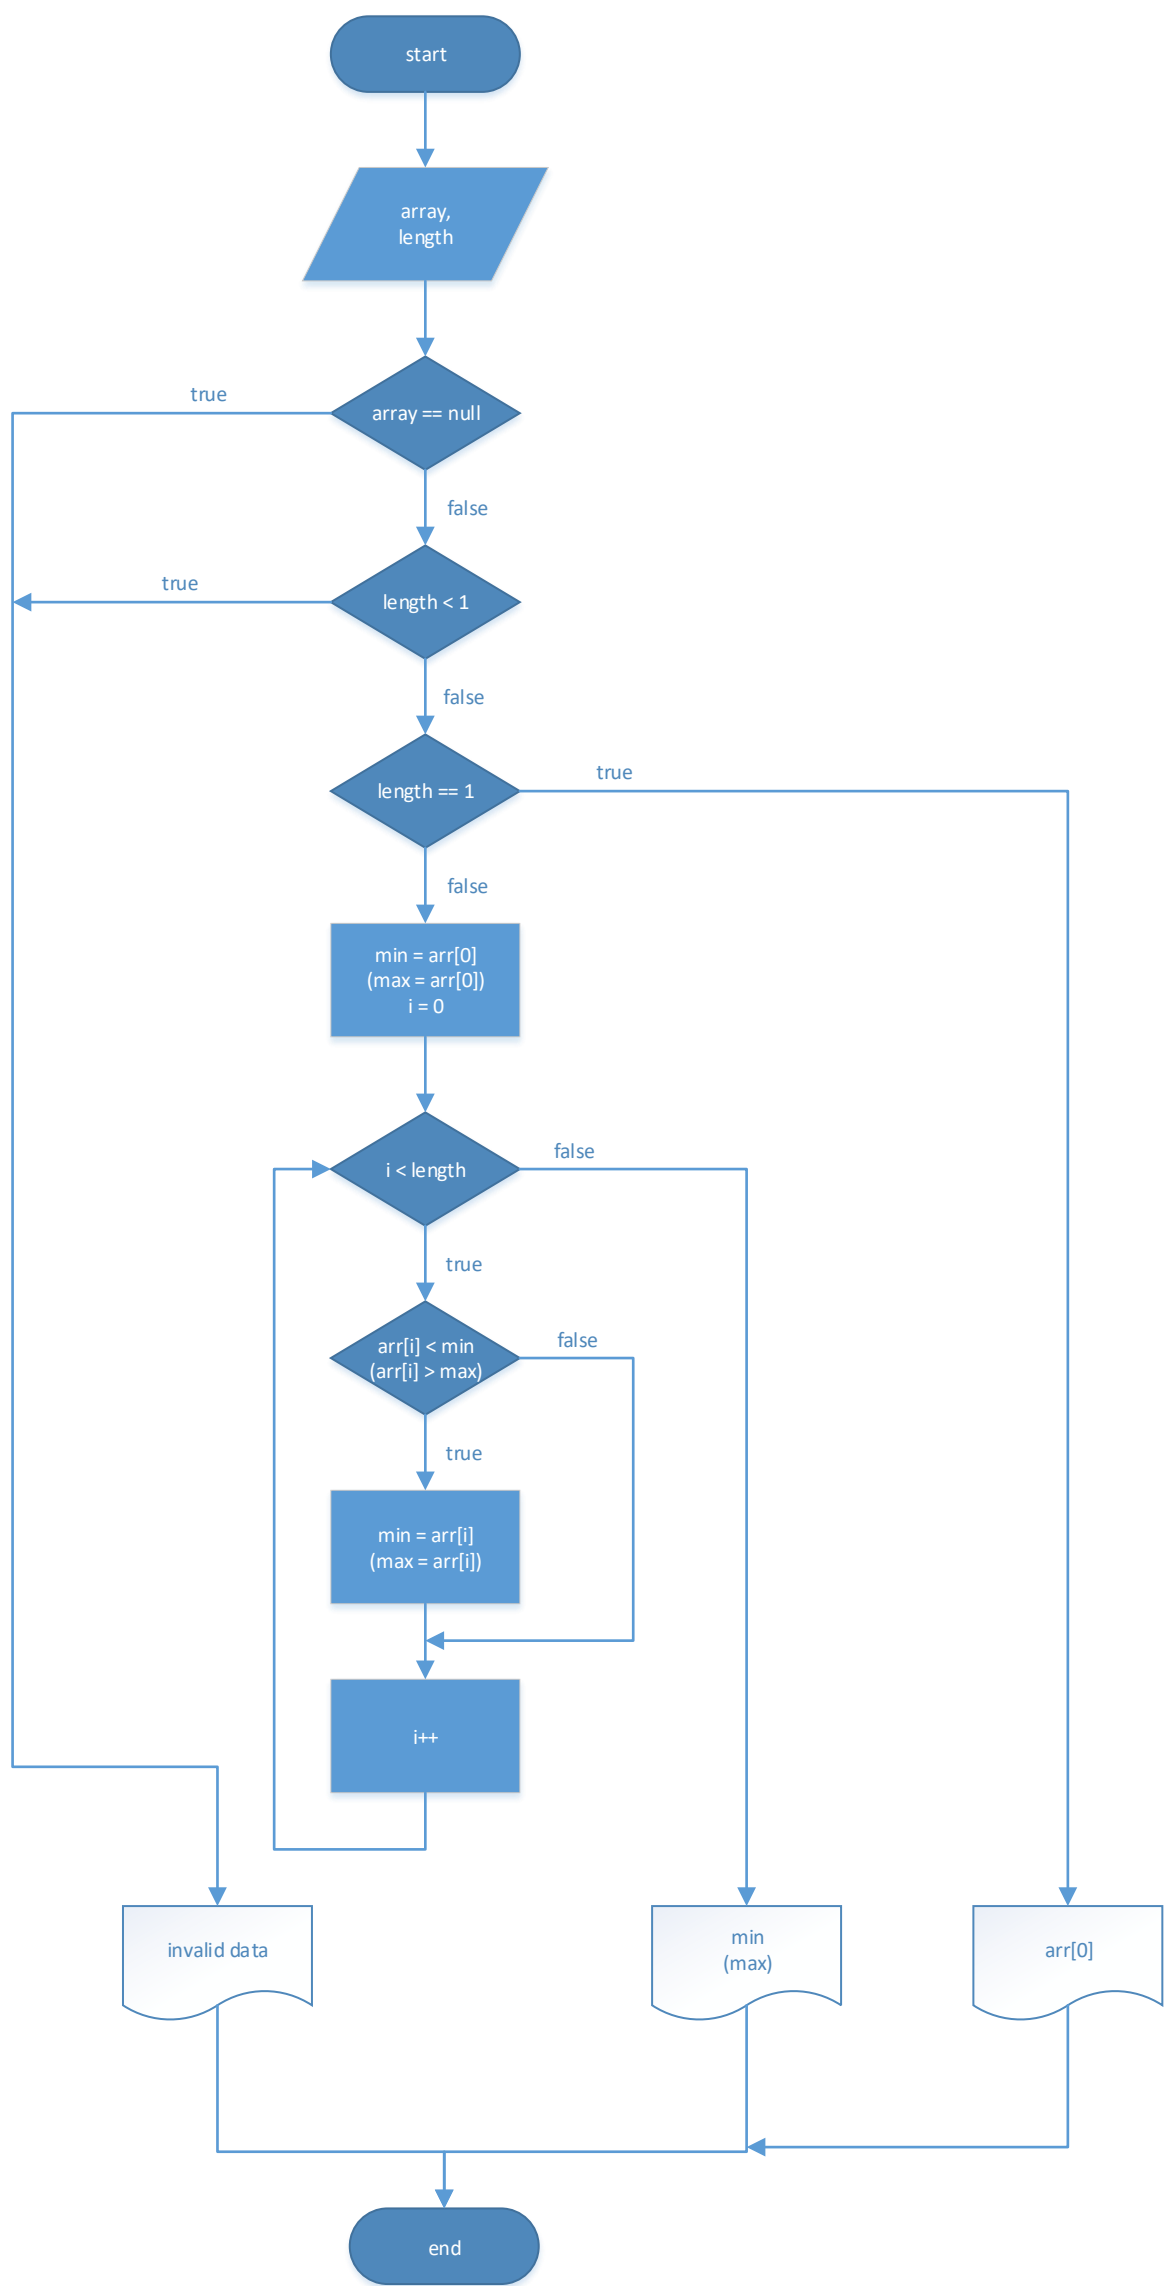 start
array,
length
array == null
true
false
length < 1
true
false
length == 1
true
false
min = arr[0]
(max = arr[0])
i = 0
i < length
false
true
arr[i] < min
(arr[i] > max)
false
true
min = arr[i]
(max = arr[i])
i++
invalid data
min
(max)
arr[0]
end